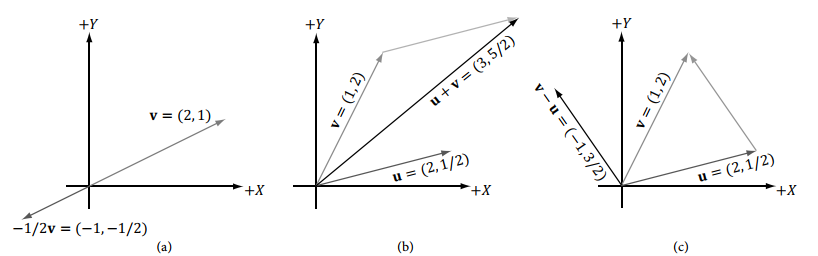 +Y
v = (2, 1)
+X
−1/2v = (−1, −1/2)
(a)
+Y
v = (1, 2)
u + v = (3, 5/2)
u = (2, 1/2)
+X
(b)
+Y
v − u = (−1, 3/2)
v = (1, 2)
u = (2, 1/2)
+X
(c)